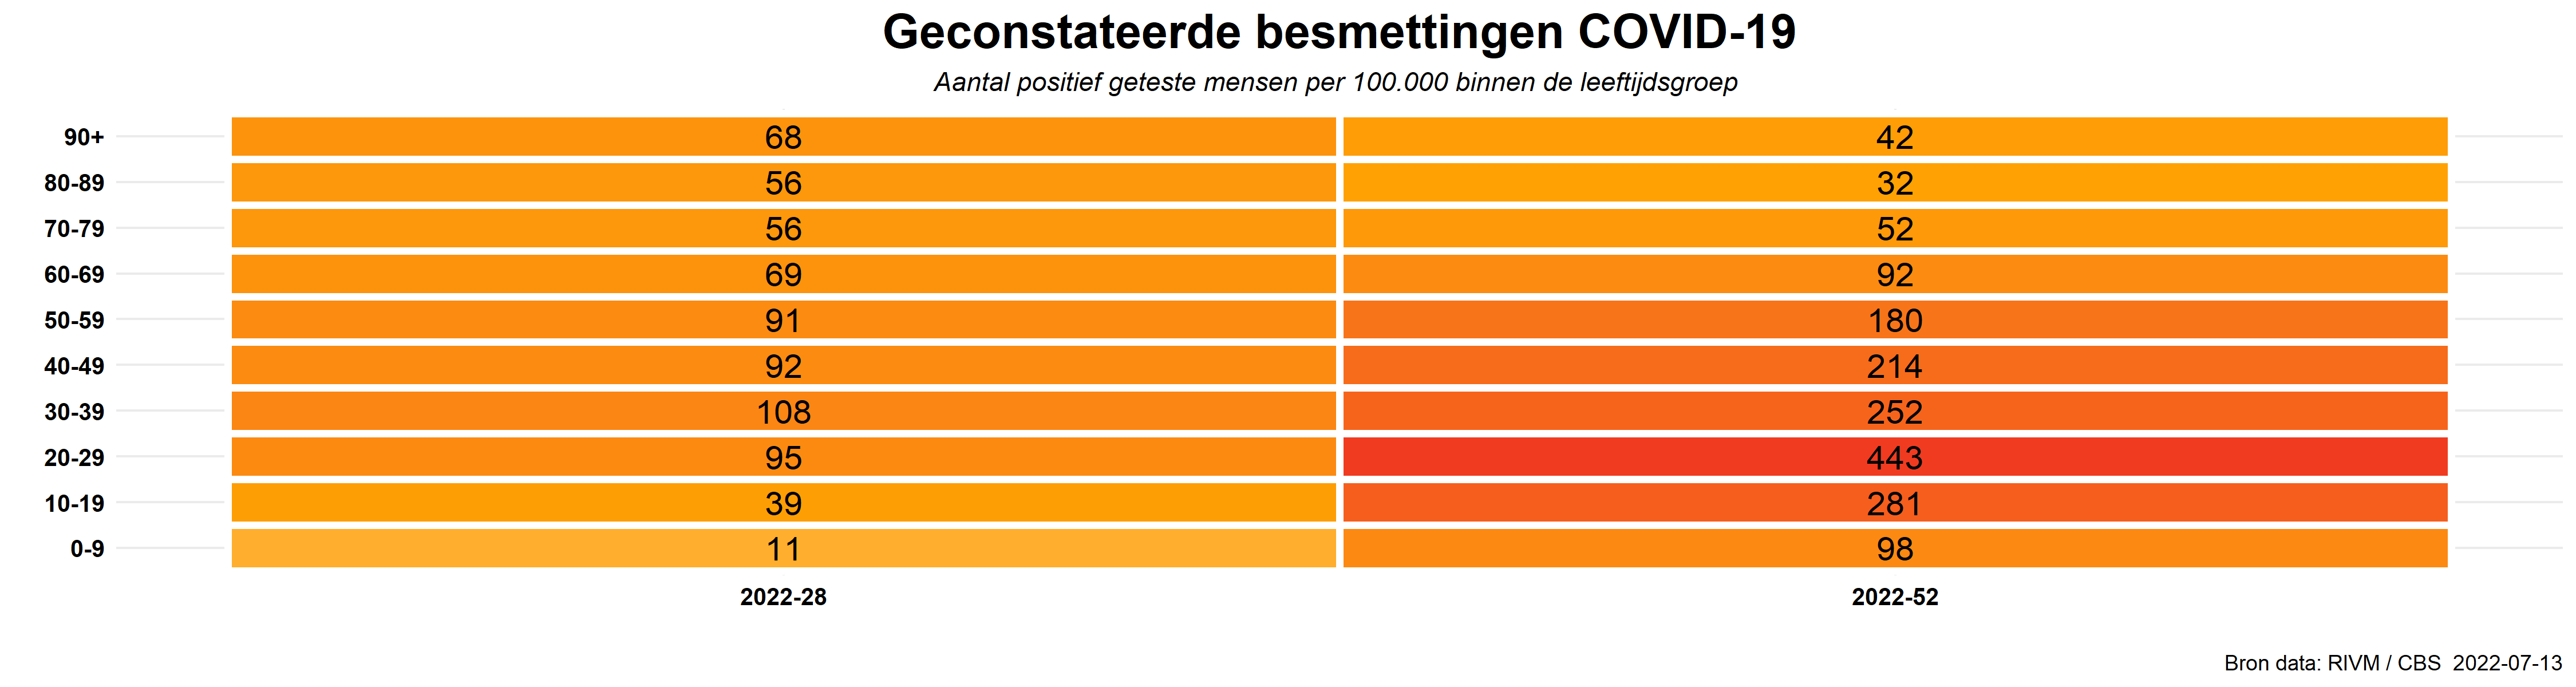 Geconstateerde besmettingen COVID-19
Aantal positief geteste mensen per 100.000 binnen de leeftijdsgroep
90+ 68 42
80-89 56 32
70-79 56 52
60-69 69 92
50-59 91 180
40-49 92 214
30-39 108 252
20-29 95 443
10-19 39 281
0-9 11 98
2022-28 2022-52
Bron data: RIVM / CBS  2022-07-13